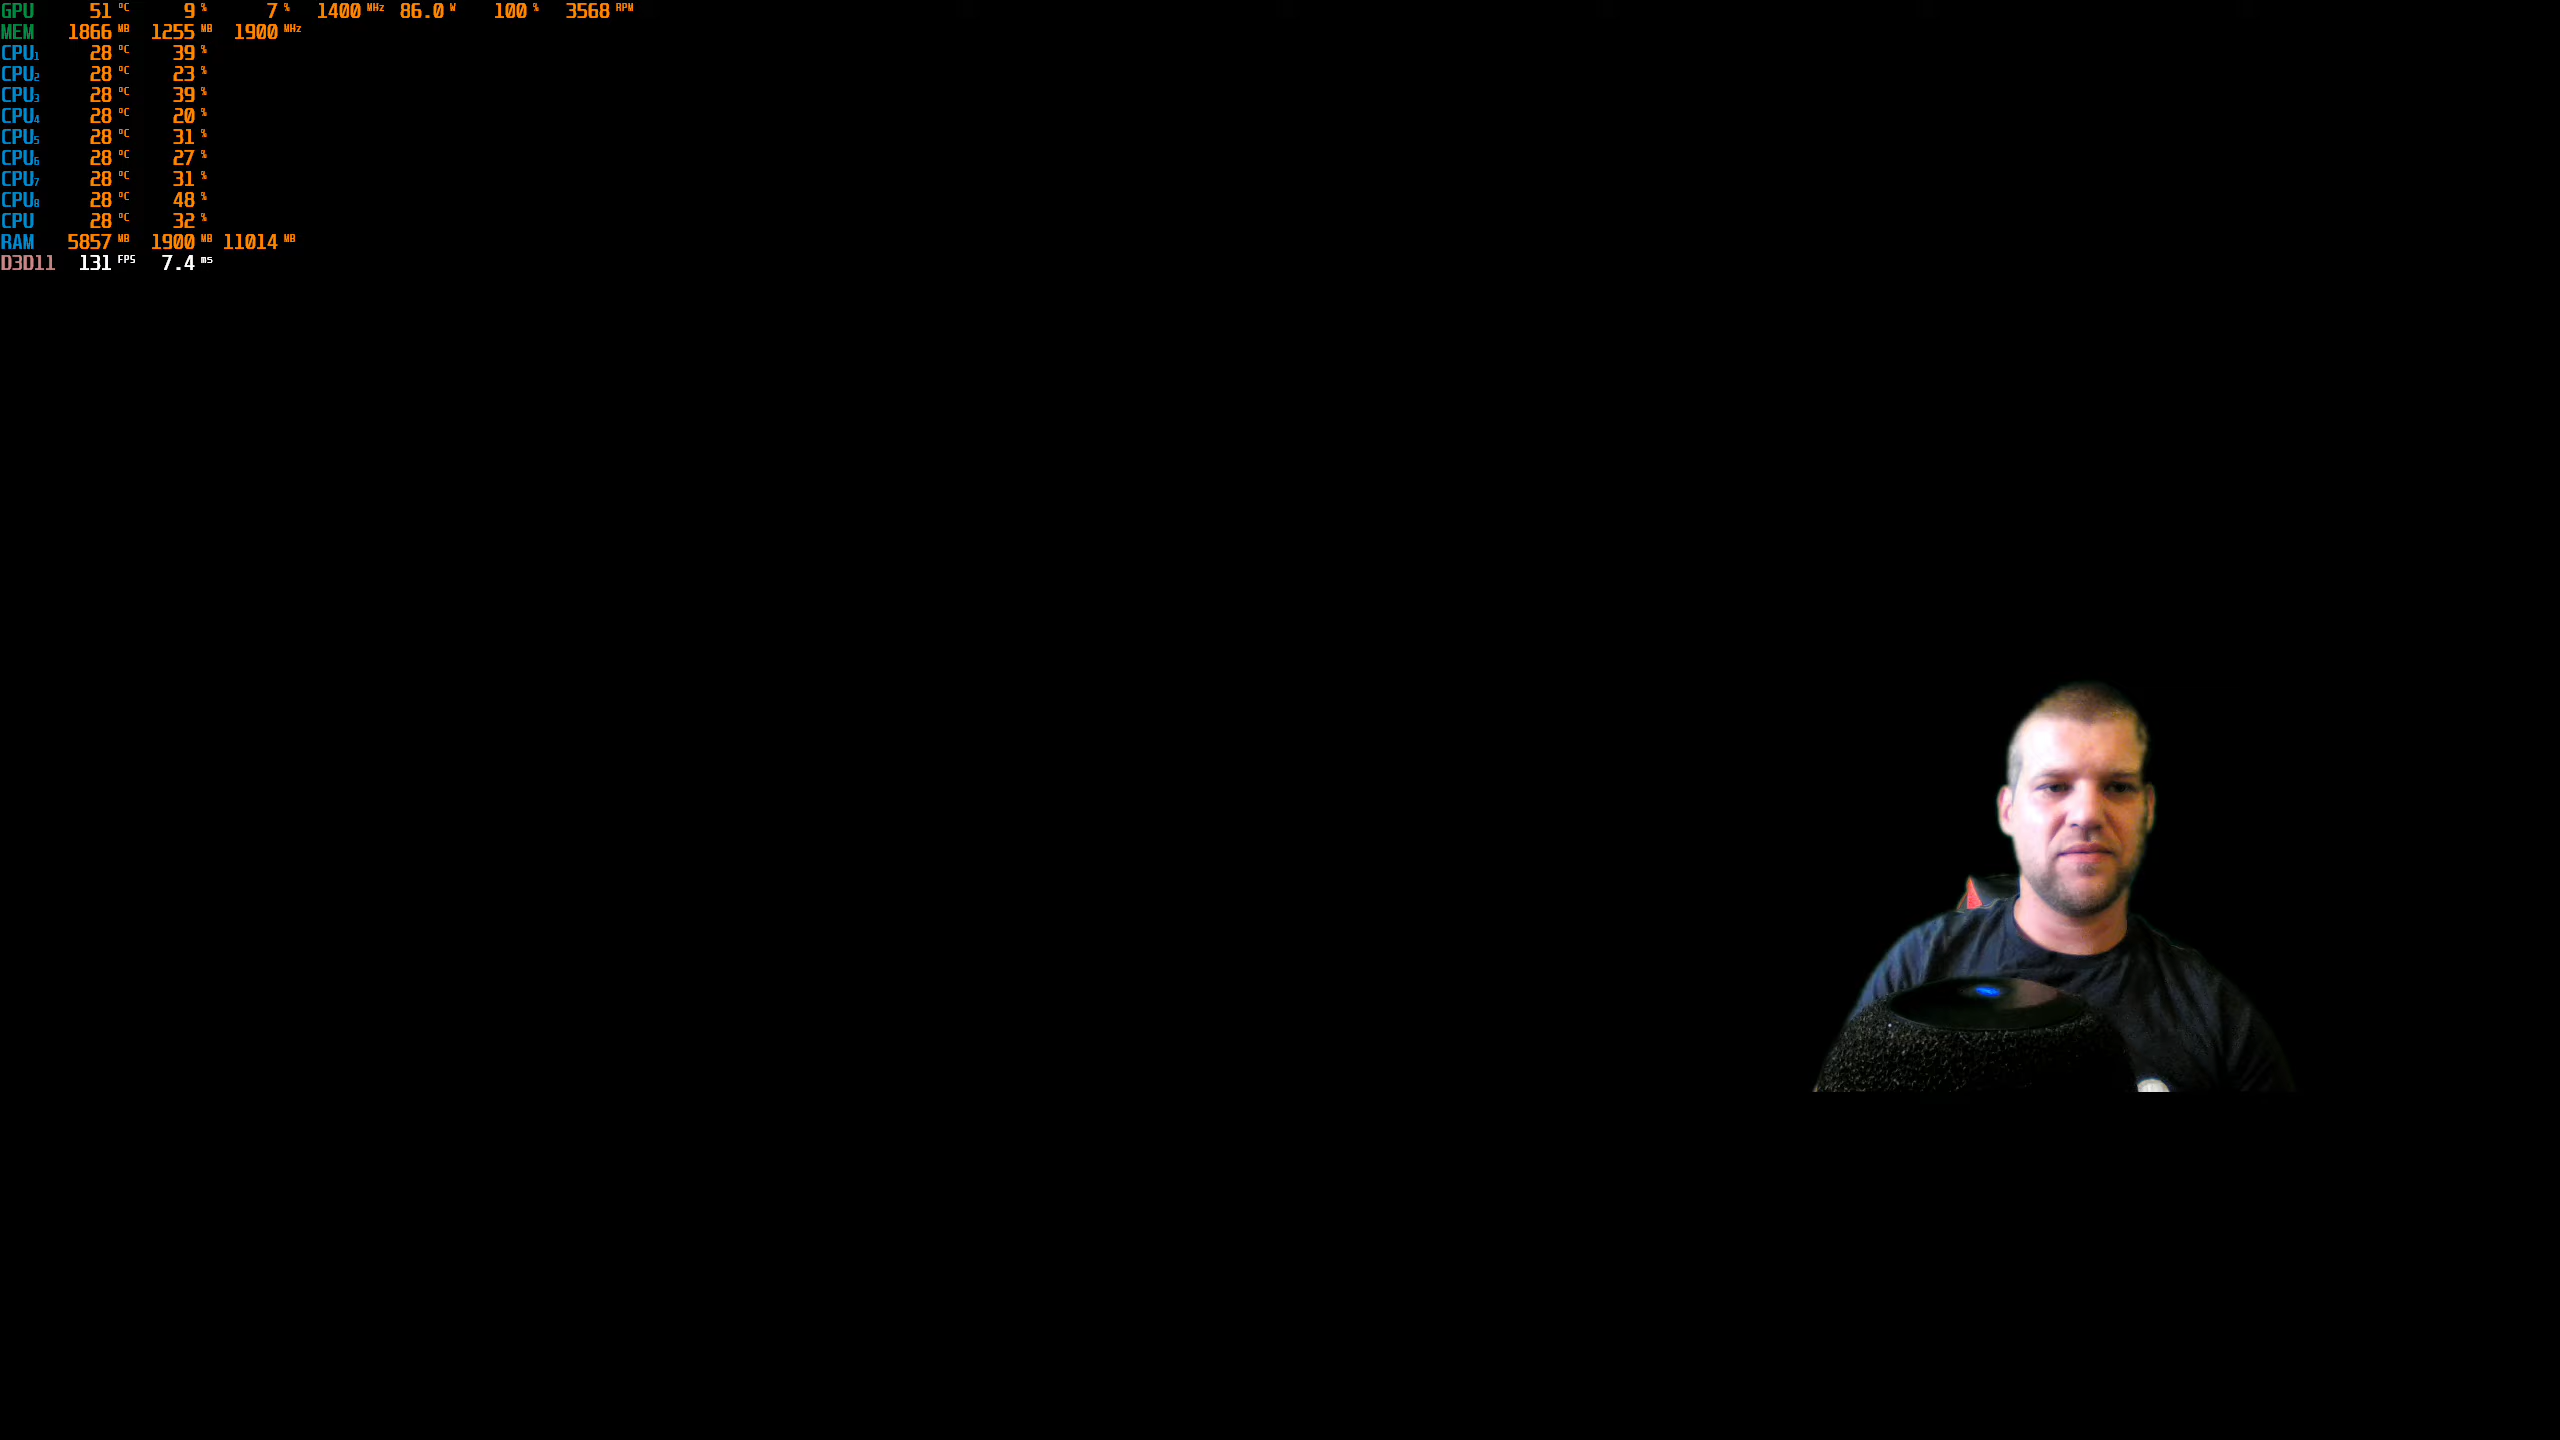 GPU 51 °C 9 % 7 % 1400 MHz 86.0 W 100 % 3568 RPM
MEM 1866 MB 1255 MB 1900 MHz
CPU1 28 °C 39 %
CPU2 28 °C 23 %
CPU3 28 °C 39 %
CPU4 28 °C 20 %
CPU5 28 °C 31 %
CPU6 28 °C 27 %
CPU7 28 °C 31 %
CPU8 28 °C 48 %
CPU 28 °C 32 %
RAM 5857 MB 1900 MB 11014 MB
D3D11 131 FPS 7.4 ms